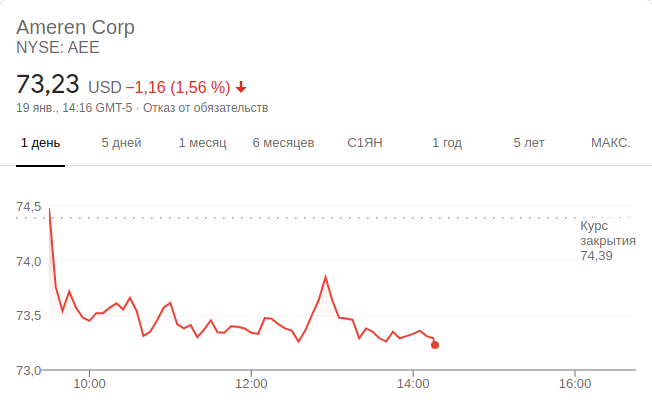 Ameren Corp
NYSE: AEE
73,23 USD −1,16 (1,56 %)
19 янв., 14:16 GMT-5 · Отказ от обязательств
1 день 5 дней 1 месяц 6 месяцев С1ЯН 1 год 5 лет МАКС.
74,5
Курс
закрытия
74,39
74,0
73,5
73,0
10:00 12:00 14:00 16:00